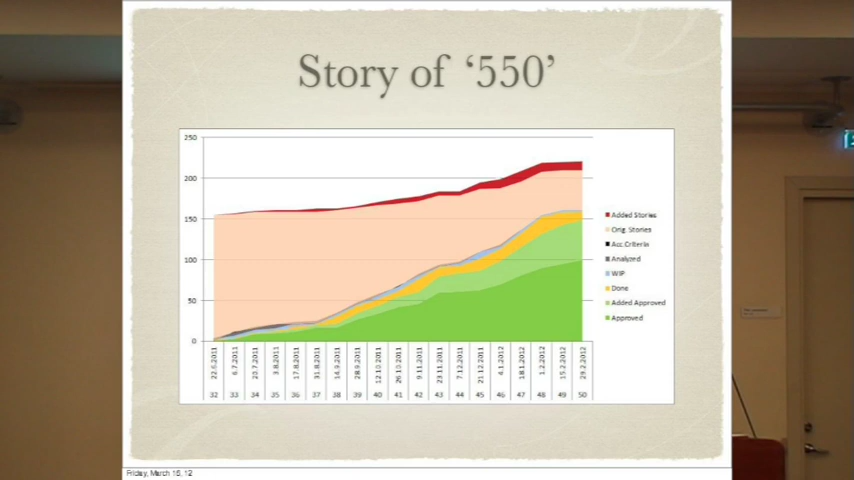 Story of ‘550’
250
200
150
100
50
0
Added Stories
Orig. Stories
Acc.Criteria
Analyzed
WIP
Done
Added Approved
Approved
22.6.2011 6.7.2011 20.7.2011 3.8.2011 17.8.2011 31.8.2011 14.9.2011 28.9.2011 12.10.2011 26.10.2011 9.11.2011 23.11.2011 7.12.2011 21.12.2011 4.1.2012 18.1.2012 1.2.2012 15.2.2012 29.2.2012
32 33 34 35 36 37 38 39 40 41 42 43 44 45 46 47 48 49 50
Friday, March 16, 12